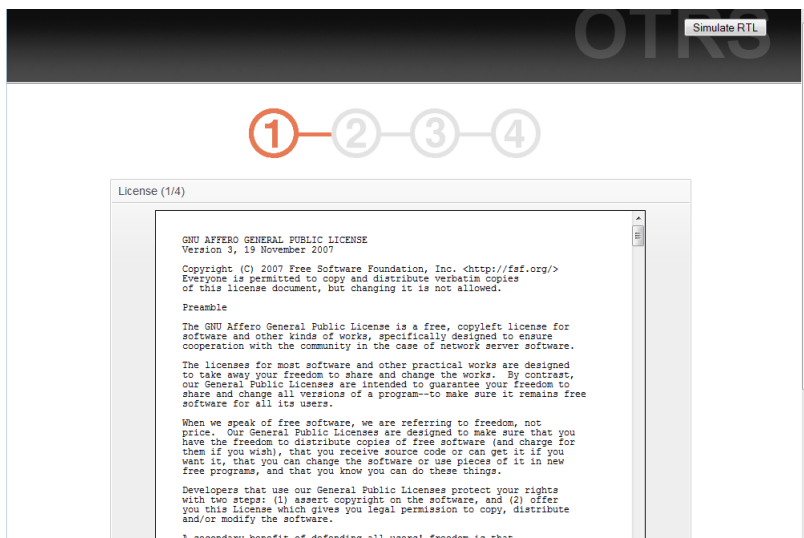 OTRS
Simulate RTL
1 2 3 4
License (1/4)
GNU AFFERO GENERAL PUBLIC LICENSE
Version 3, 19 November 2007
Copyright (C) 2007 Free Software Foundation, Inc. <http://fsf.org/>
Everyone is permitted to copy and distribute verbatim copies
of this license document, but changing it is not allowed.
Preamble
The GNU Affero General Public License is a free, copyleft license for
software and other kinds of works, specifically designed to ensure
cooperation with the community in the case of network server software.
The licenses for most software and other practical works are designed
to take away your freedom to share and change the works.  By contrast,
our General Public Licenses are intended to guarantee your freedom to
share and change all versions of a program--to make sure it remains free
software for all its users.
When we speak of free software, we are referring to freedom, not
price.  Our General Public Licenses are designed to make sure that you
have the freedom to distribute copies of free software (and charge for
them if you wish), that you receive source code or can get it if you
want it, that you can change the software or use pieces of it in new
free programs, and that you know you can do these things.
Developers that use our General Public Licenses protect your rights
with two steps: (1) assert copyright on the software, and (2) offer
you this License which gives you legal permission to copy, distribute
and/or modify the software.
A secondary benefit of defending all users' freedom is that